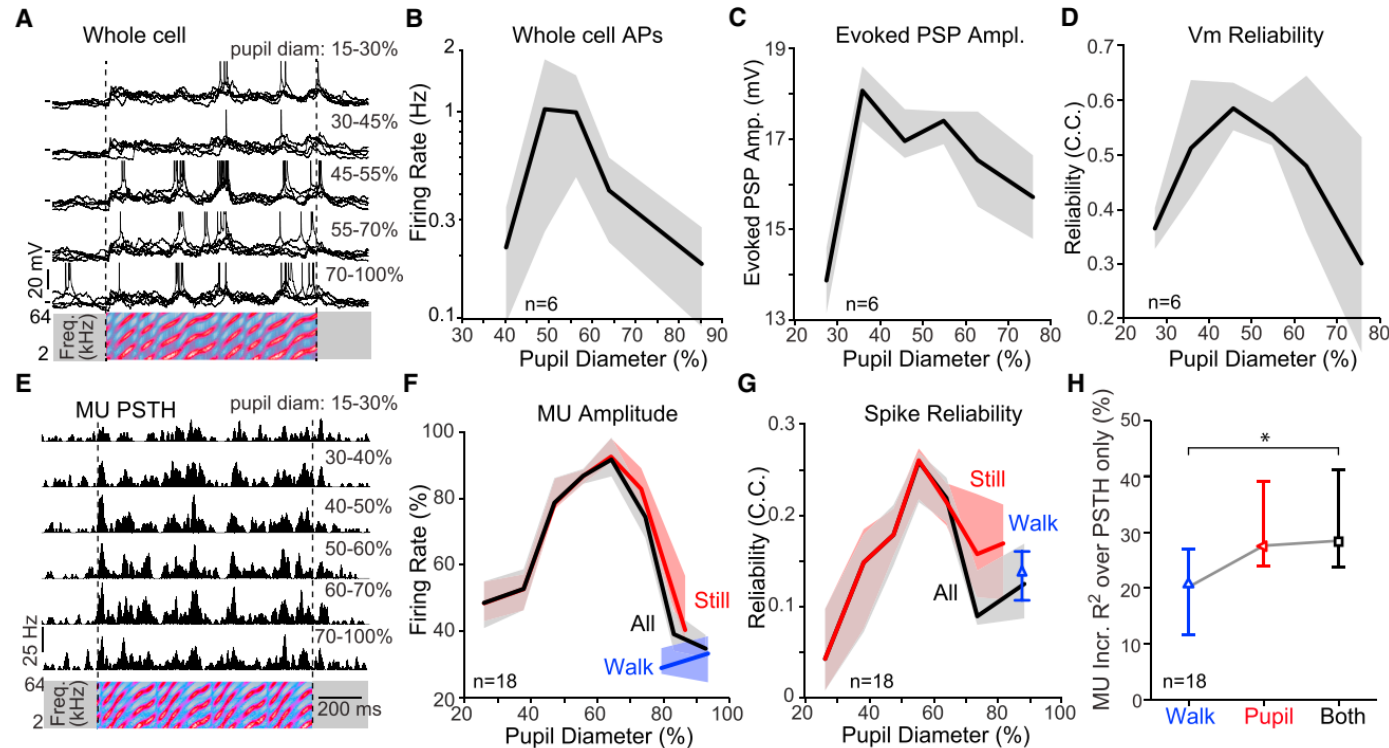 A
Whole cell
pupil diam: 15-30%
30-45%
45-55%
55-70%
70-100%
20 mV
64
2
Freq.
(kHz)
B
Whole cell APs
Firing Rate (Hz)
2
1
0.3
0.1
n=6
30 40 50 60 70 80 90
Pupil Diameter (%)
C
Evoked PSP Ampl.
Evoked PSP Amp. (mV)
19
18
17
16
15
14
13
n=6
20 30 40 50 60 70 80
Pupil Diameter (%)
D
Vm Reliability
Reliability (C.C.)
0.7
0.6
0.5
0.4
0.3
0.2
n=6
20 30 40 50 60 70 80
Pupil Diameter (%)
E
MU PSTH
pupil diam: 15-30%
30-40%
40-50%
50-60%
60-70%
70-100%
25 Hz
64
2
Freq.
(kHz)
200 ms
F
MU Amplitude
Firing Rate (%)
100
80
60
40
20
Still
All
Walk
n=18
20 40 60 80 100
Pupil Diameter (%)
G
Spike Reliability
Reliability (C.C.)
0.3
0.2
0.1
0
Still
Walk
All
n=18
20 40 60 80 100
Pupil Diameter (%)
H
MU Incr. R² over PSTH only (%)
50
40
30
20
10
0
*
n=18
Walk Pupil Both